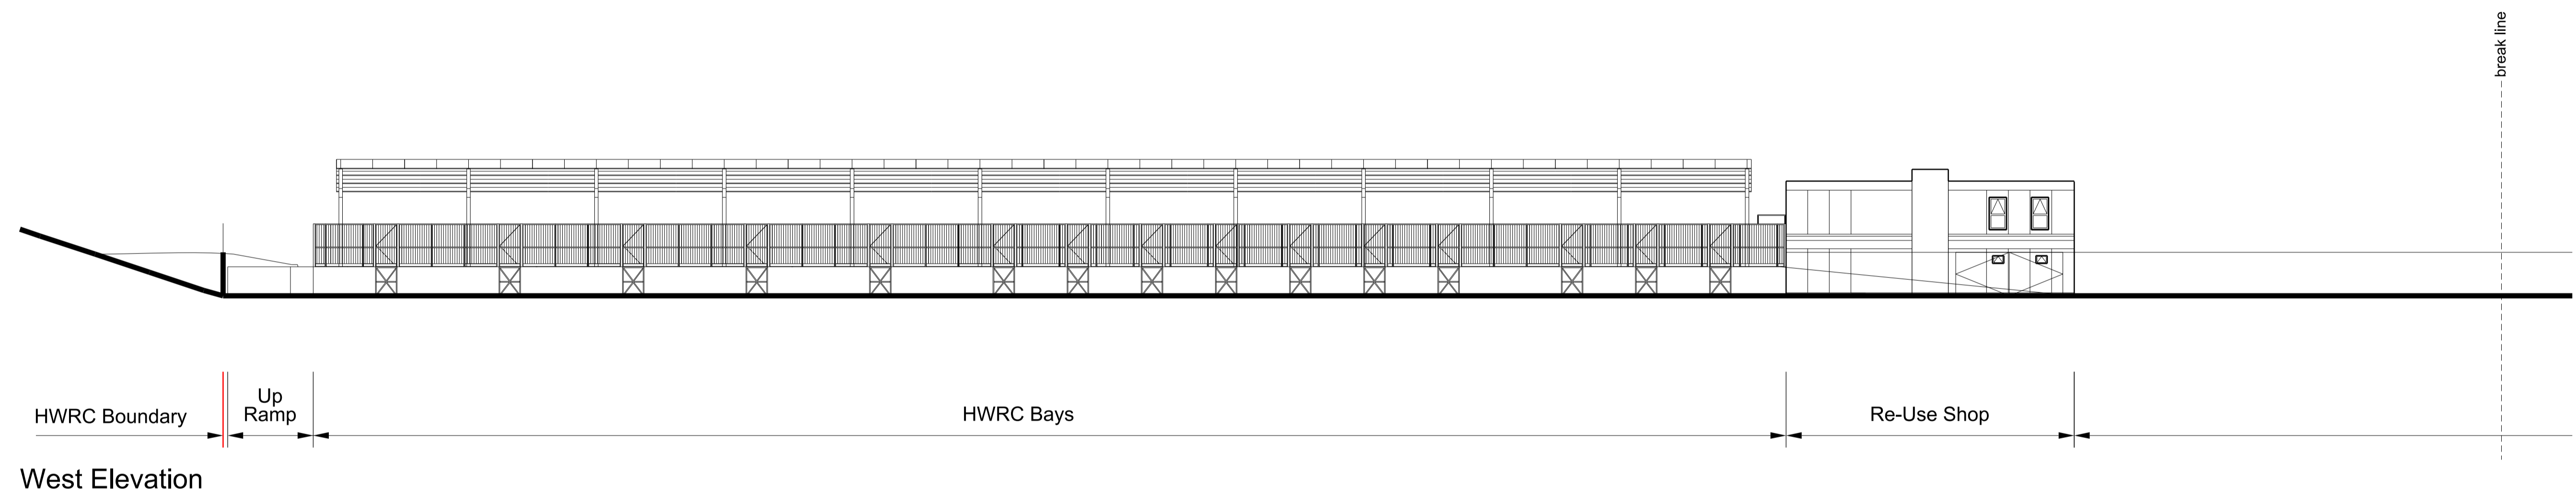 break line
HWRC Boundary
Up
Ramp
HWRC Bays
Re-Use Shop
West Elevation